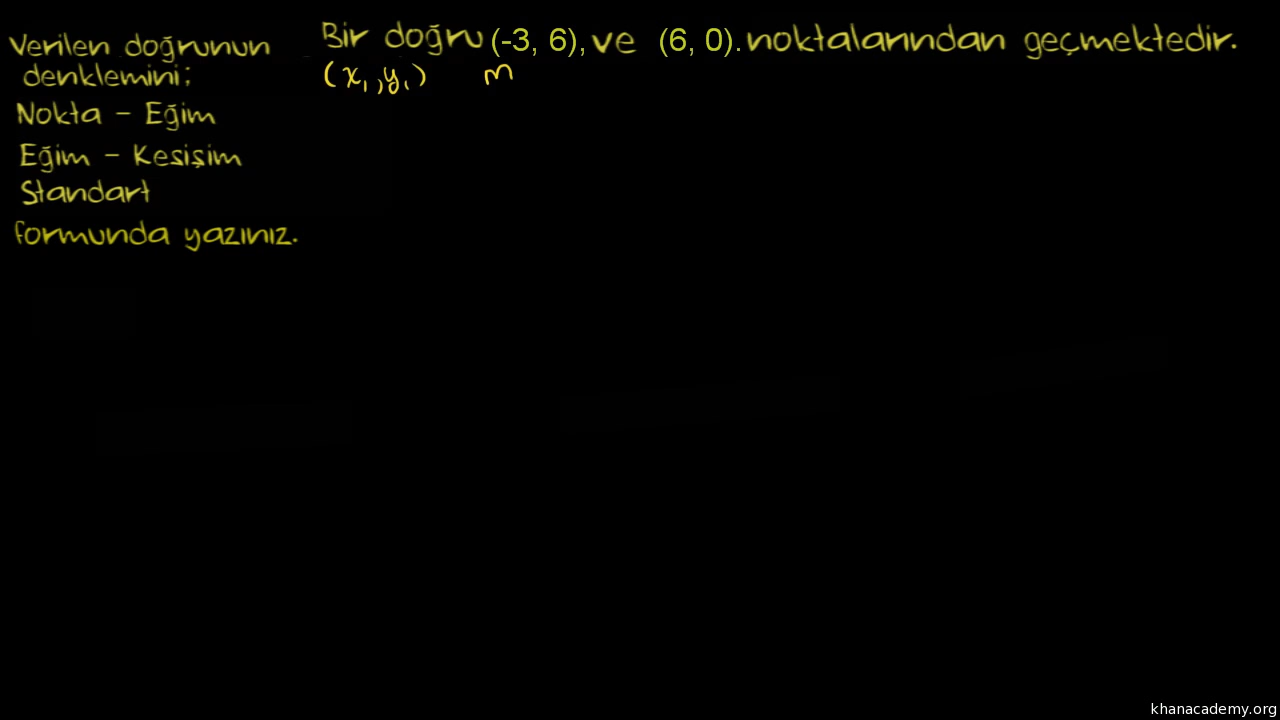 Verilen doğrunun
denklemini;
Nokta - Eğim
Eğim - Kesişim
Standart
formunda yazınız.
Bir doğru (-3, 6), ve (6, 0). noktalarından geçmektedir.
(x₁, y₁) m
khanacademy.org